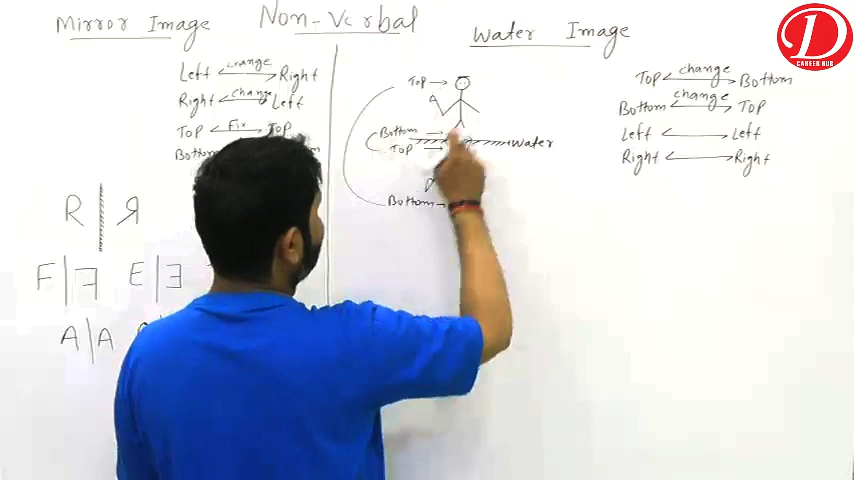 Non-Verbal
Mirror Image
Left ⟷ change Right
Right ⟷ change Left
Top ⟷ Fix Top
Bottom
R | Я
F | ꟻ E | Ǝ
A | A
Water Image
Top →
Bottom →
Top →
Water
Bottom →
Top ⟷ change Bottom
Bottom ⟷ change Top
Left ⟷ Left
Right ⟷ Right
D
CAREER HUB